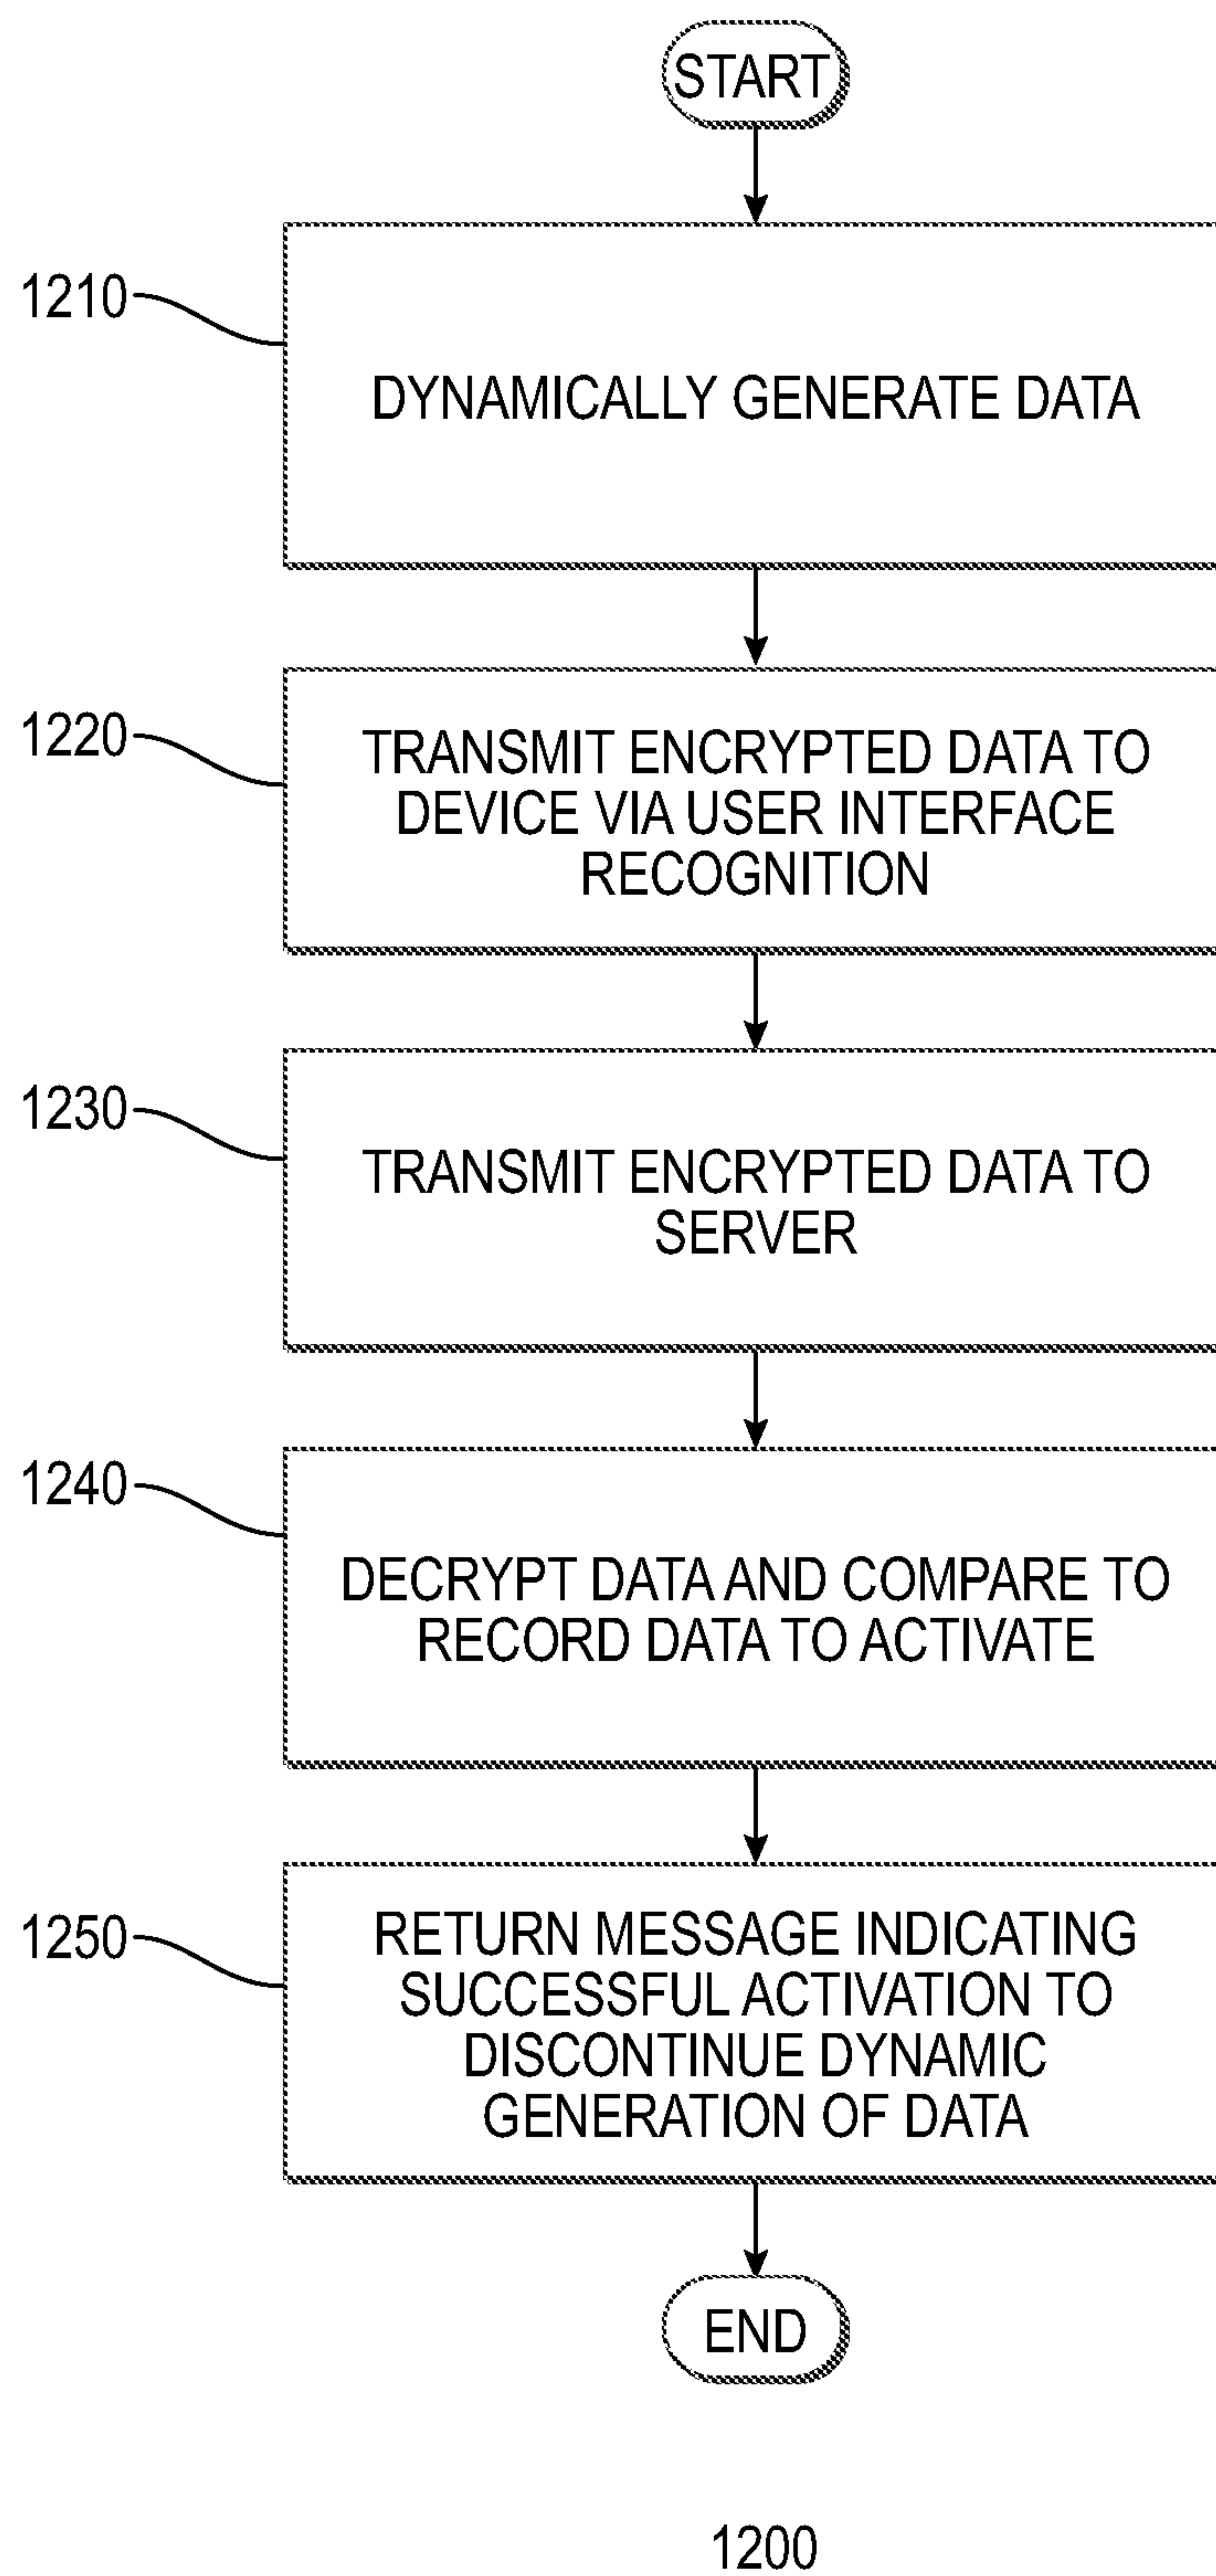 START
1210
DYNAMICALLY GENERATE DATA
1220
TRANSMIT ENCRYPTED DATA TO
DEVICE VIA USER INTERFACE
RECOGNITION
1230
TRANSMIT ENCRYPTED DATA TO
SERVER
1240
DECRYPT DATA AND COMPARE TO
RECORD DATA TO ACTIVATE
1250
RETURN MESSAGE INDICATING
SUCCESSFUL ACTIVATION TO
DISCONTINUE DYNAMIC
GENERATION OF DATA
END
1200